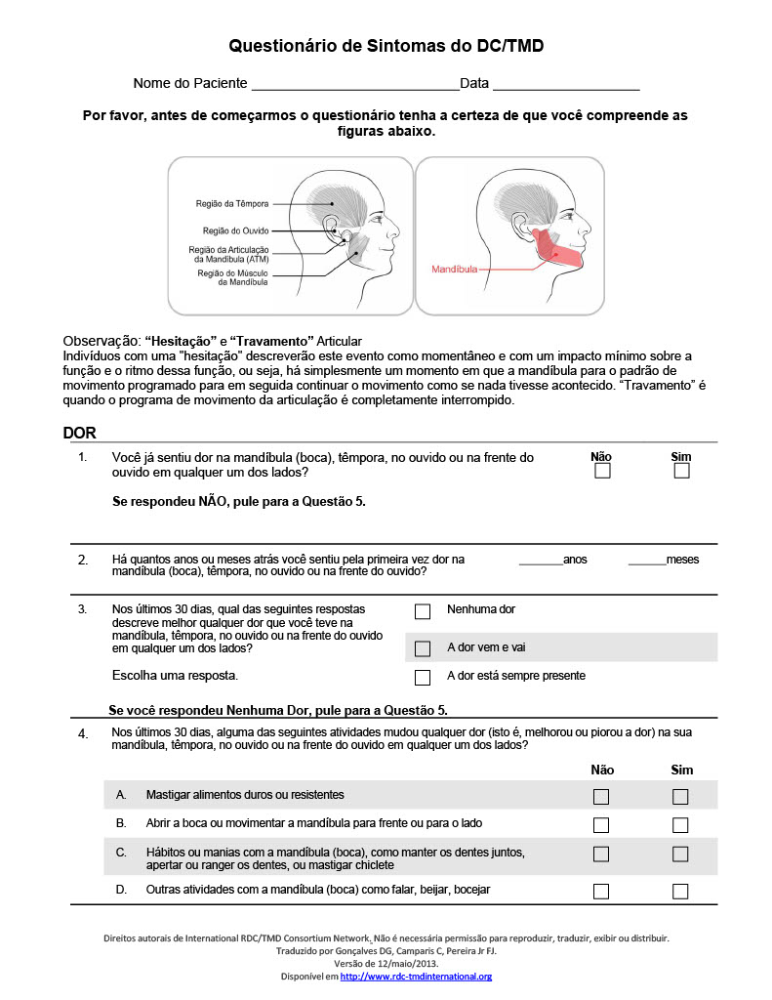 Questionário de Sintomas do DC/TMD
Nome do Paciente ___________________________Data ___________________
Por favor, antes de começarmos o questionário tenha a certeza de que você compreende as
figuras abaixo.
Região da Têmpora
Região do Ouvido
Região da Articulação
da Mandíbula (ATM)
Região do Músculo
da Mandíbula
Mandíbula
Observação: “Hesitação” e “Travamento” Articular
Indivíduos com uma "hesitação" descreverão este evento como momentâneo e com um impacto mínimo sobre a
função e o ritmo dessa função, ou seja, há simplesmente um momento em que a mandíbula para o padrão de
movimento programado para em seguida continuar o movimento como se nada tivesse acontecido. “Travamento” é
quando o programa de movimento da articulação é completamente interrompido.
DOR
1. Você já sentiu dor na mandíbula (boca), têmpora, no ouvido ou na frente do Não Sim
ouvido em qualquer um dos lados?
Se respondeu NÃO, pule para a Questão 5.
2. Há quantos anos ou meses atrás você sentiu pela primeira vez dor na _______anos ______meses
mandíbula (boca), têmpora, no ouvido ou na frente do ouvido?
3. Nos últimos 30 dias, qual das seguintes respostas
descreve melhor qualquer dor que você teve na
mandíbula, têmpora, no ouvido ou na frente do ouvido
em qualquer um dos lados?
Escolha uma resposta.
Nenhuma dor
A dor vem e vai
A dor está sempre presente
Se você respondeu Nenhuma Dor, pule para a Questão 5.
4. Nos últimos 30 dias, alguma das seguintes atividades mudou qualquer dor (isto é, melhorou ou piorou a dor) na sua
mandíbula, têmpora, no ouvido ou na frente do ouvido em qualquer um dos lados?
Não Sim
A. Mastigar alimentos duros ou resistentes
B. Abrir a boca ou movimentar a mandíbula para frente ou para o lado
C. Hábitos ou manias com a mandíbula (boca), como manter os dentes juntos,
apertar ou ranger os dentes, ou mastigar chiclete
D. Outras atividades com a mandíbula (boca) como falar, beijar, bocejar
Direitos autorais de International RDC/TMD Consortium Network. Não é necessária permissão para reproduzir, traduzir, exibir ou distribuir.
Traduzido por Gonçalves DG, Camparis C, Pereira Jr FJ.
Versão de 12/maio/2013.
Disponível em http://www.rdc-tmdinternational.org